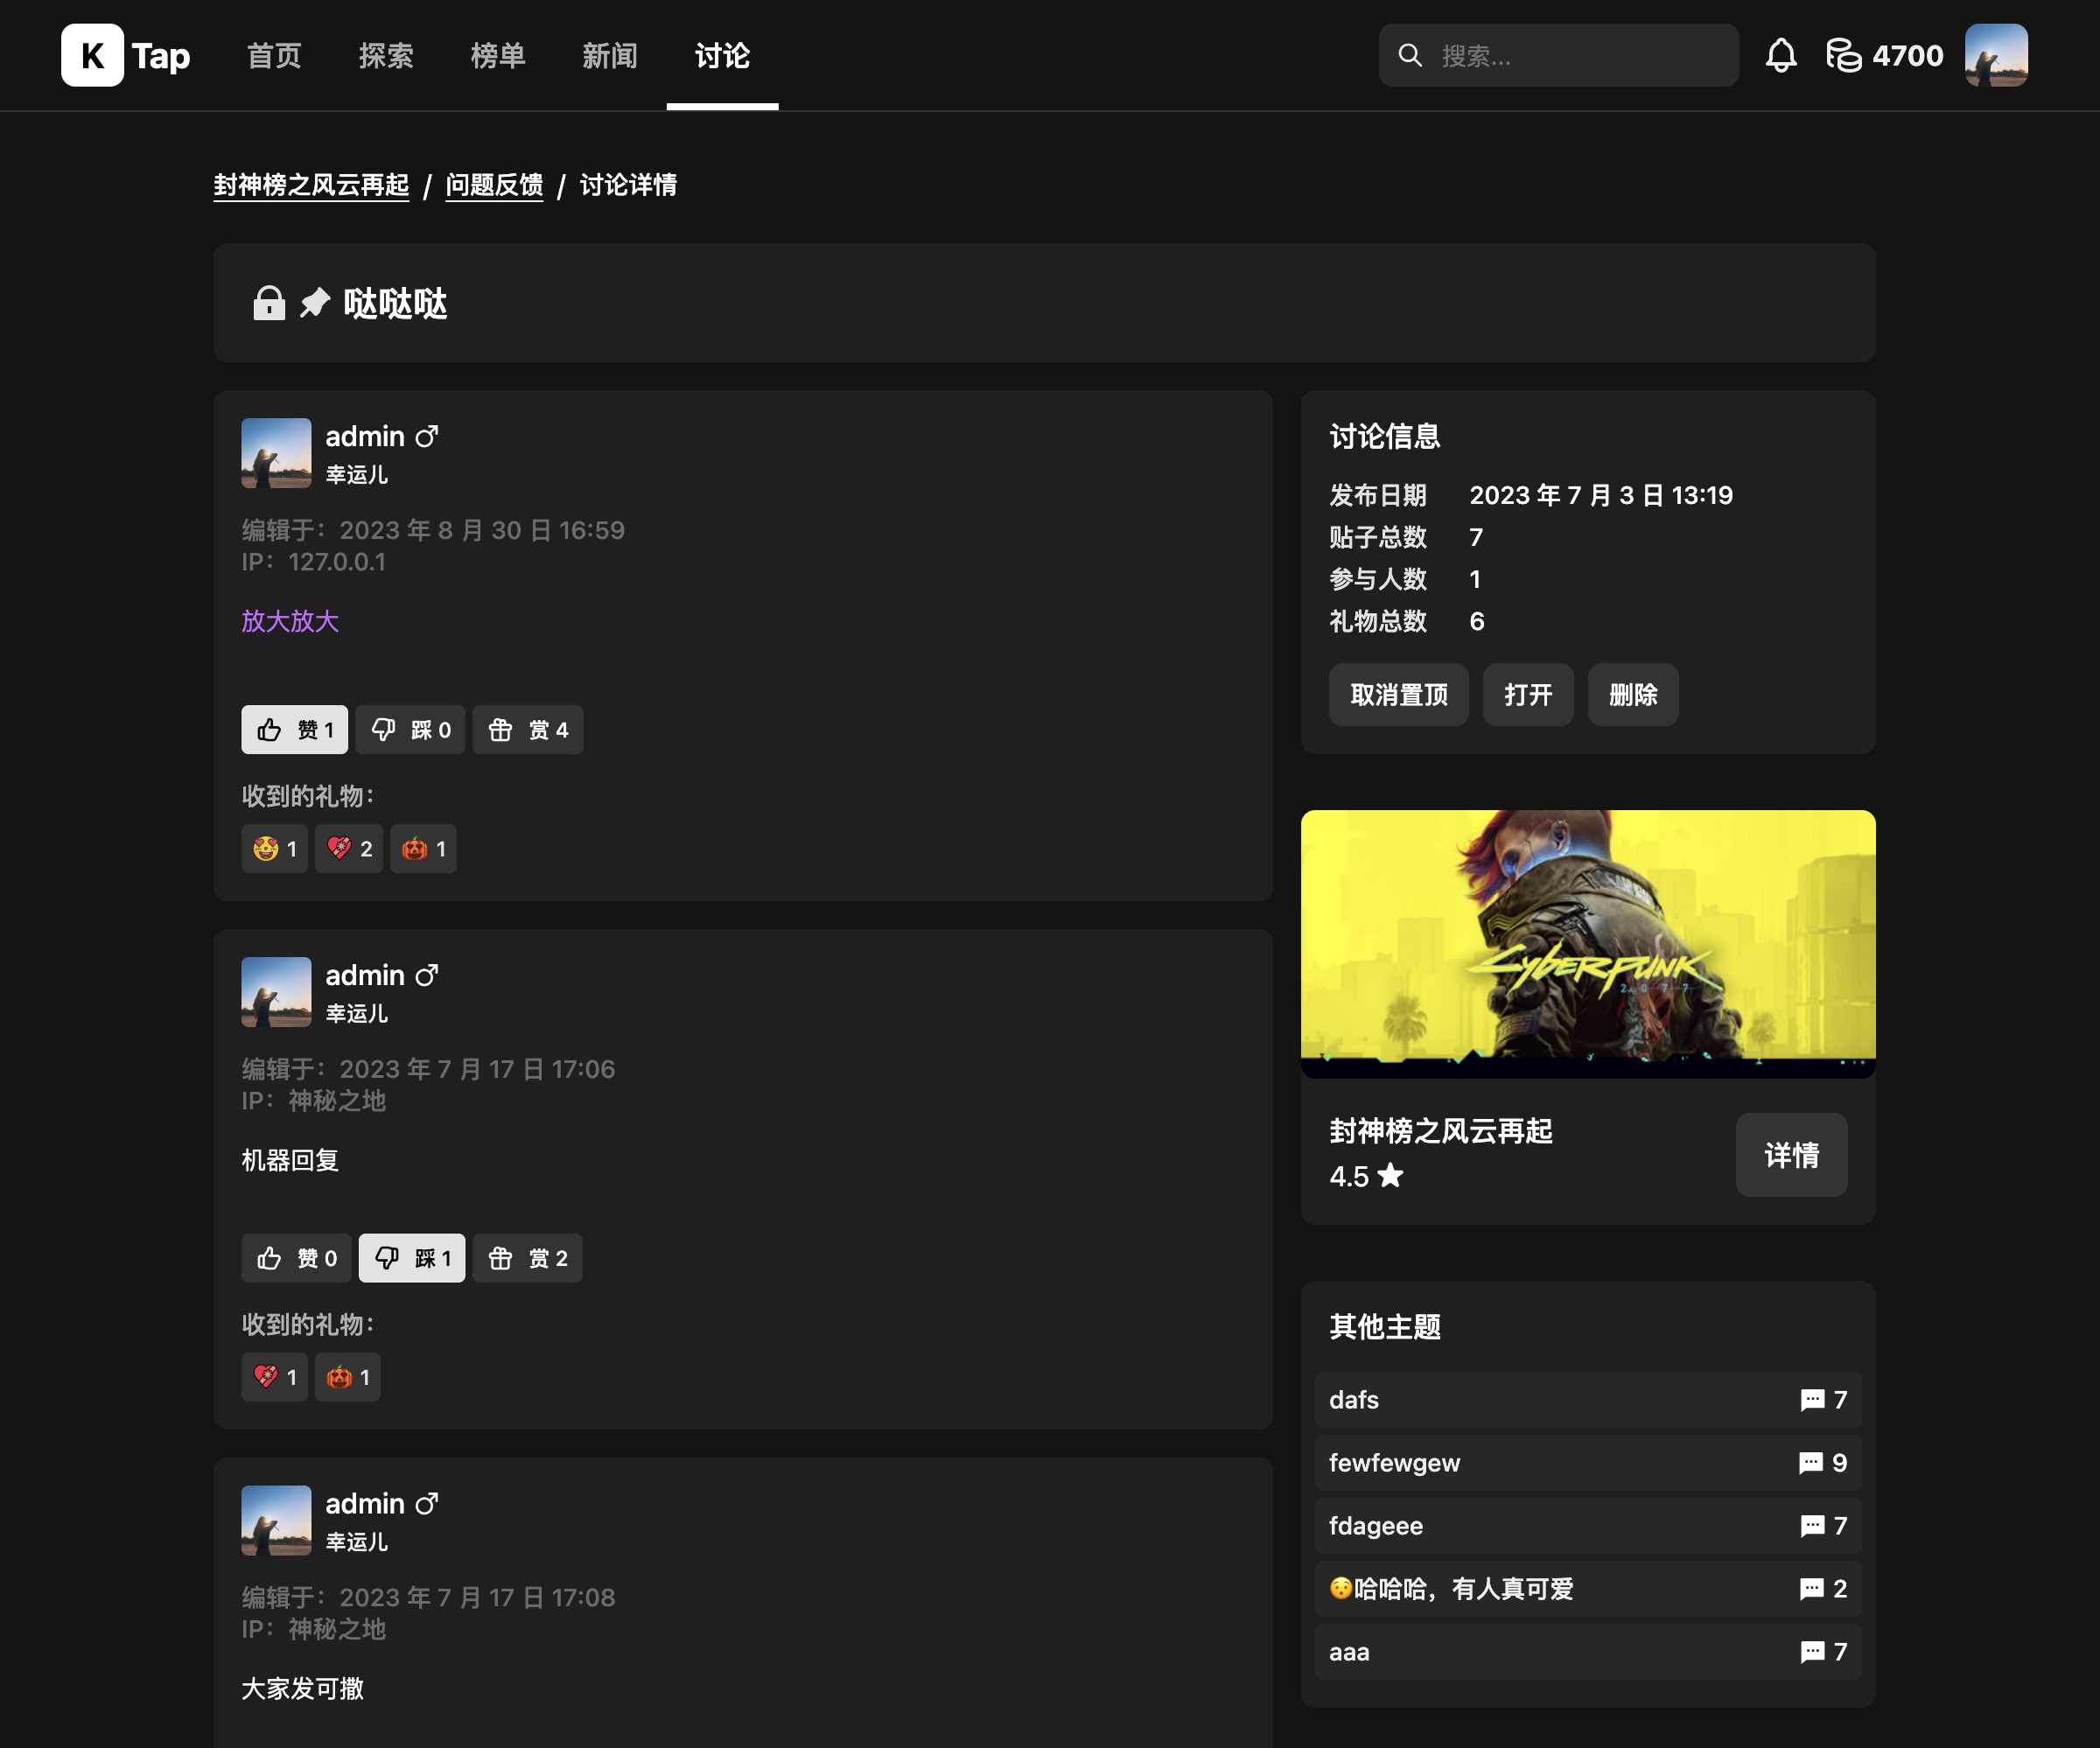 K Tap 首页 探索 榜单 新闻 讨论 搜索... 4700
封神榜之风云再起 / 问题反馈 / 讨论详情
哒哒哒
admin
幸运儿
编辑于：2023 年 8 月 30 日 16:59
IP：127.0.0.1
放大放大
赞 1 踩 0 赏 4
收到的礼物：
1 2 1
admin
幸运儿
编辑于：2023 年 7 月 17 日 17:06
IP：神秘之地
机器回复
赞 0 踩 1 赏 2
收到的礼物：
1 1
admin
幸运儿
编辑于：2023 年 7 月 17 日 17:08
IP：神秘之地
大家发可撒
讨论信息
发布日期 2023 年 7 月 3 日 13:19
贴子总数 7
参与人数 1
礼物总数 6
取消置顶 打开 删除
CYBERPUNK
2077
封神榜之风云再起
4.5
详情
其他主题
dafs 7
fewfewgew 9
fdageee 7
😯哈哈哈，有人真可爱 2
aaa 7